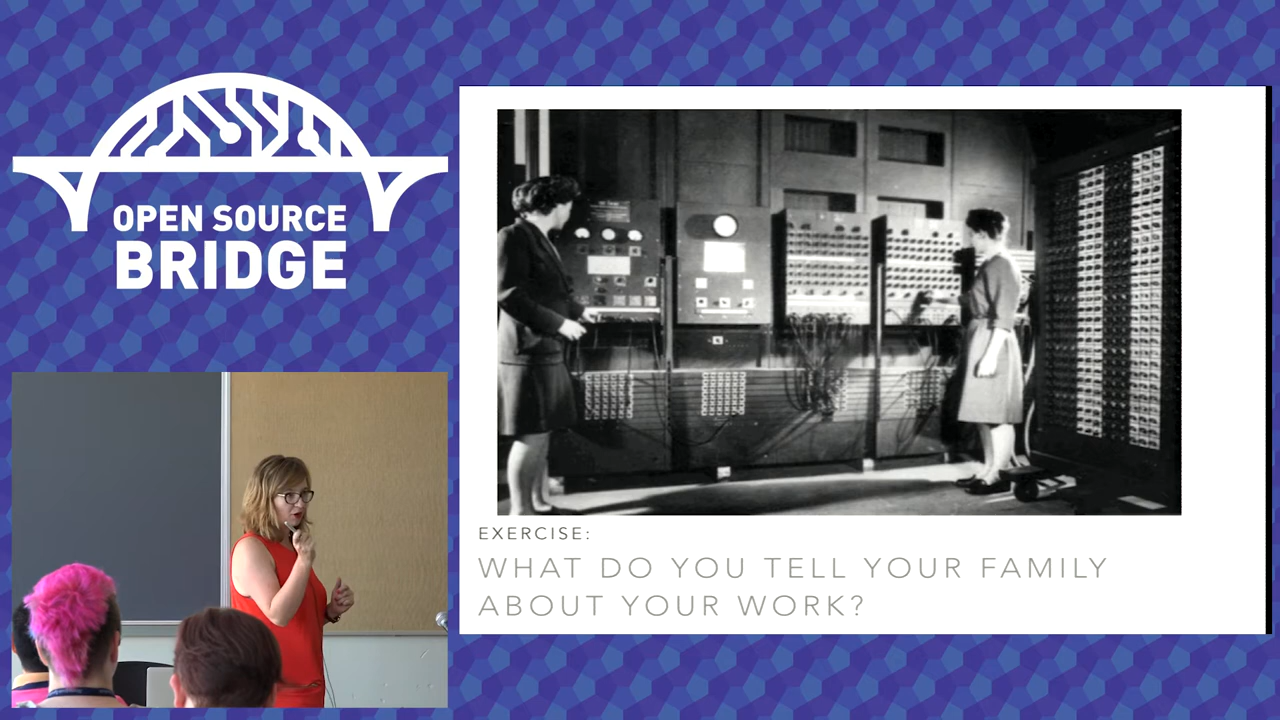 OPEN SOURCE
BRIDGE
EXERCISE:
WHAT DO YOU TELL YOUR FAMILY
ABOUT YOUR WORK?